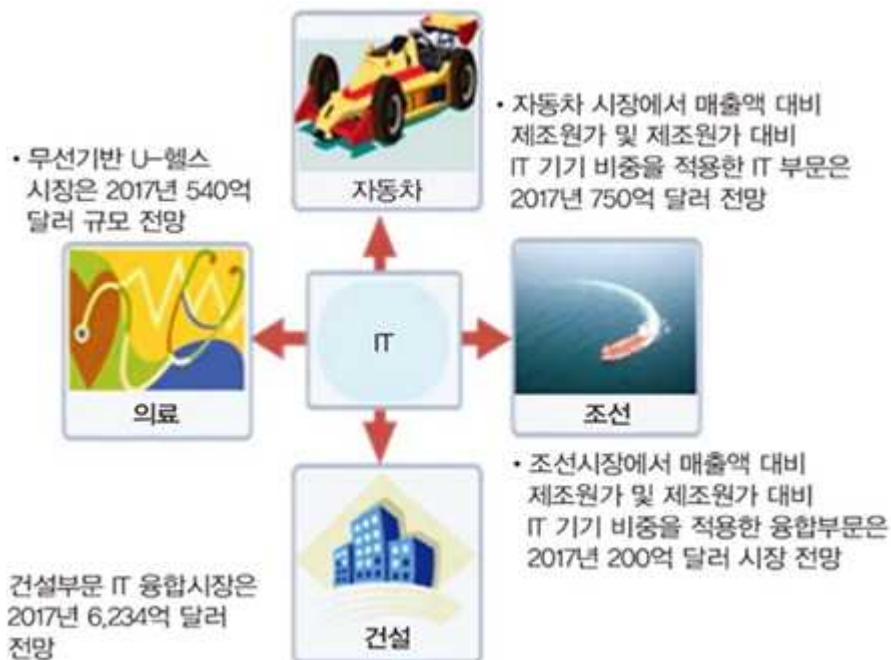 • 자동차 시장에서 매출액 대비
제조원가 및 제조원가 대비
IT 기기 비중을 적용한 IT 부문은
2017년 750억 달러 전망
• 무선기반 U-헬스
시장은 2017년 540억
달러 규모 전망
자동차
IT
의료
조선
• 조선시장에서 매출액 대비
제조원가 및 제조원가 대비
IT 기기 비중을 적용한 융합부문은
2017년 200억 달러 시장 전망
건설부문 IT 융합시장은
2017년 6,234억 달러
전망
건설